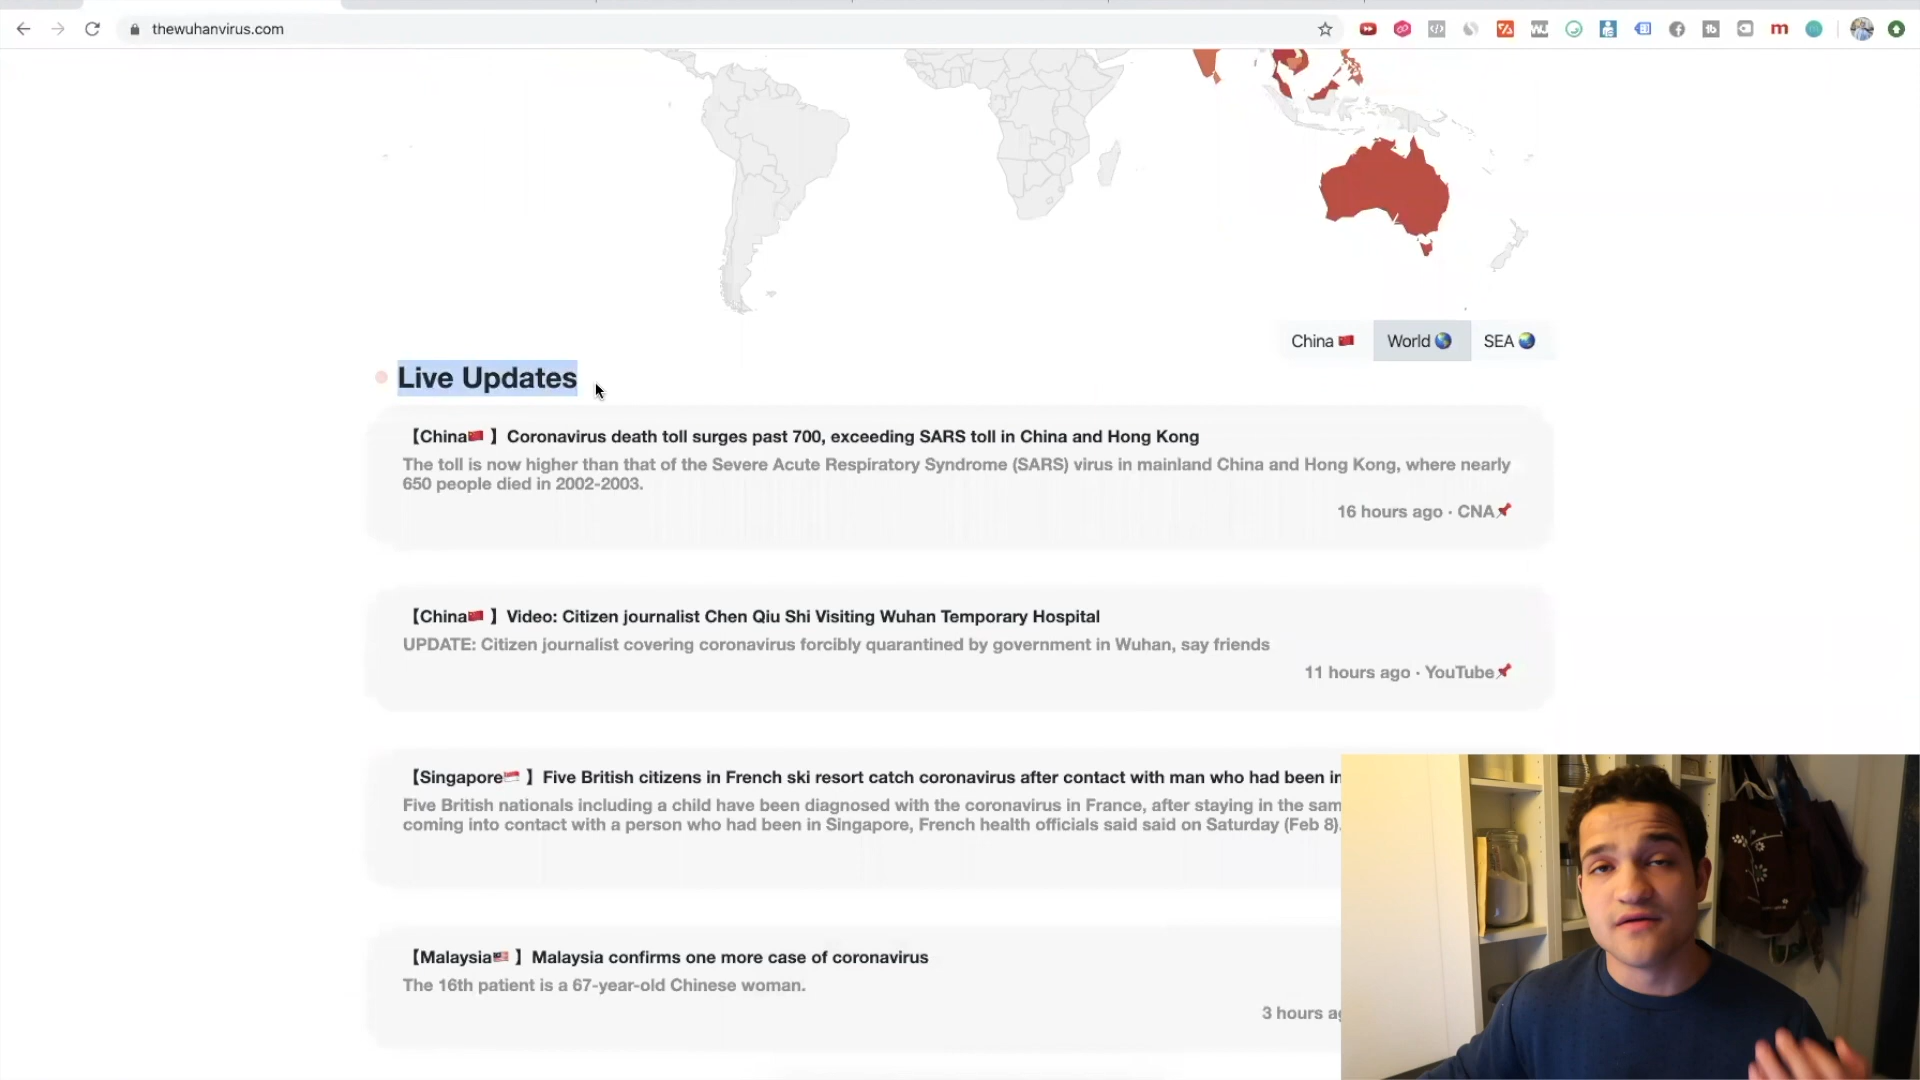 thewuhanvirus.com
China🇨🇳
World🌎
SEA🌏
Live Updates
【China🇨🇳 】Coronavirus death toll surges past 700, exceeding SARS toll in China and Hong Kong
The toll is now higher than that of the Severe Acute Respiratory Syndrome (SARS) virus in mainland China and Hong Kong, where nearly
650 people died in 2002-2003.
16 hours ago · CNA📌
【China🇨🇳 】Video: Citizen journalist Chen Qiu Shi Visiting Wuhan Temporary Hospital
UPDATE: Citizen journalist covering coronavirus forcibly quarantined by government in Wuhan, say friends
11 hours ago · YouTube📌
【Singapore🇸🇬 】Five British citizens in French ski resort catch coronavirus after contact with man who had been in
Five British nationals including a child have been diagnosed with the coronavirus in France, after staying in the sam
coming into contact with a person who had been in Singapore, French health officials said said on Saturday (Feb 8).
【Malaysia🇲🇾 】Malaysia confirms one more case of coronavirus
The 16th patient is a 67-year-old Chinese woman.
3 hours ag